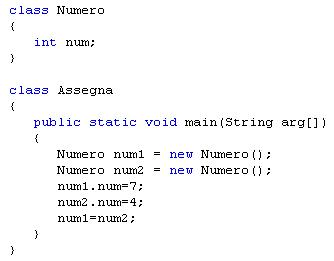 class Numero
{
int num;
}
class Assegna
{
public static void main(String arg[])
{
Numero num1 = new Numero();
Numero num2 = new Numero();
num1.num=7;
num2.num=4;
num1=num2;
}
}